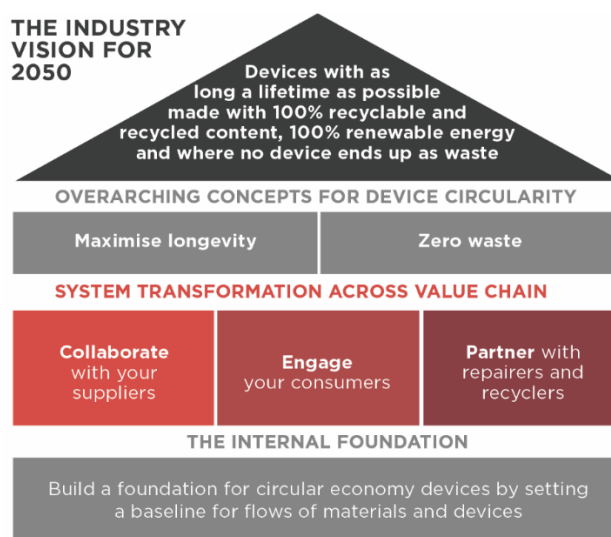 THE INDUSTRY
VISION FOR
2050
Devices with as
long a lifetime as possible
made with 100% recyclable and
recycled content, 100% renewable energy
and where no device ends up as waste
OVERARCHING CONCEPTS FOR DEVICE CIRCULARITY
Maximise longevity
Zero waste
SYSTEM TRANSFORMATION ACROSS VALUE CHAIN
Collaborate
with your
suppliers
Engage
your consumers
Partner with
repairers and
recyclers
THE INTERNAL FOUNDATION
Build a foundation for circular economy devices by setting
a baseline for flows of materials and devices